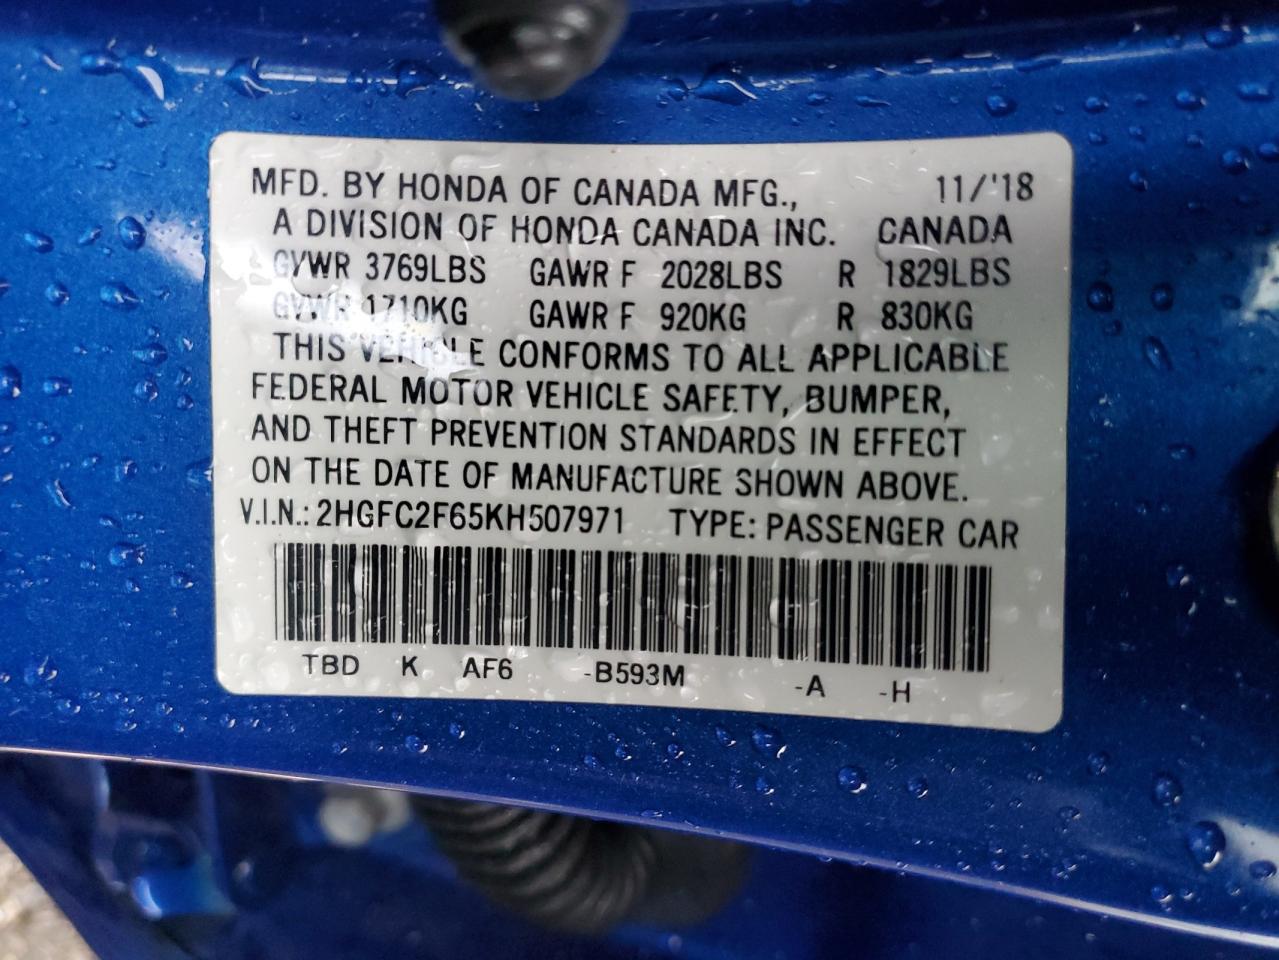 MFD. BY HONDA OF CANADA MFG., 11/'18
A DIVISION OF HONDA CANADA INC. CANADA
GVWR 3769LBS GAWR F 2028LBS R 1829LBS
GVWR 1710KG GAWR F 920KG R 830KG
THIS VEHICLE CONFORMS TO ALL APPLICABLE
FEDERAL MOTOR VEHICLE SAFETY, BUMPER,
AND THEFT PREVENTION STANDARDS IN EFFECT
ON THE DATE OF MANUFACTURE SHOWN ABOVE.
V.I.N.: 2HGFC2F65KH507971 TYPE: PASSENGER CAR
TBD K AF6 -B593M -A -H